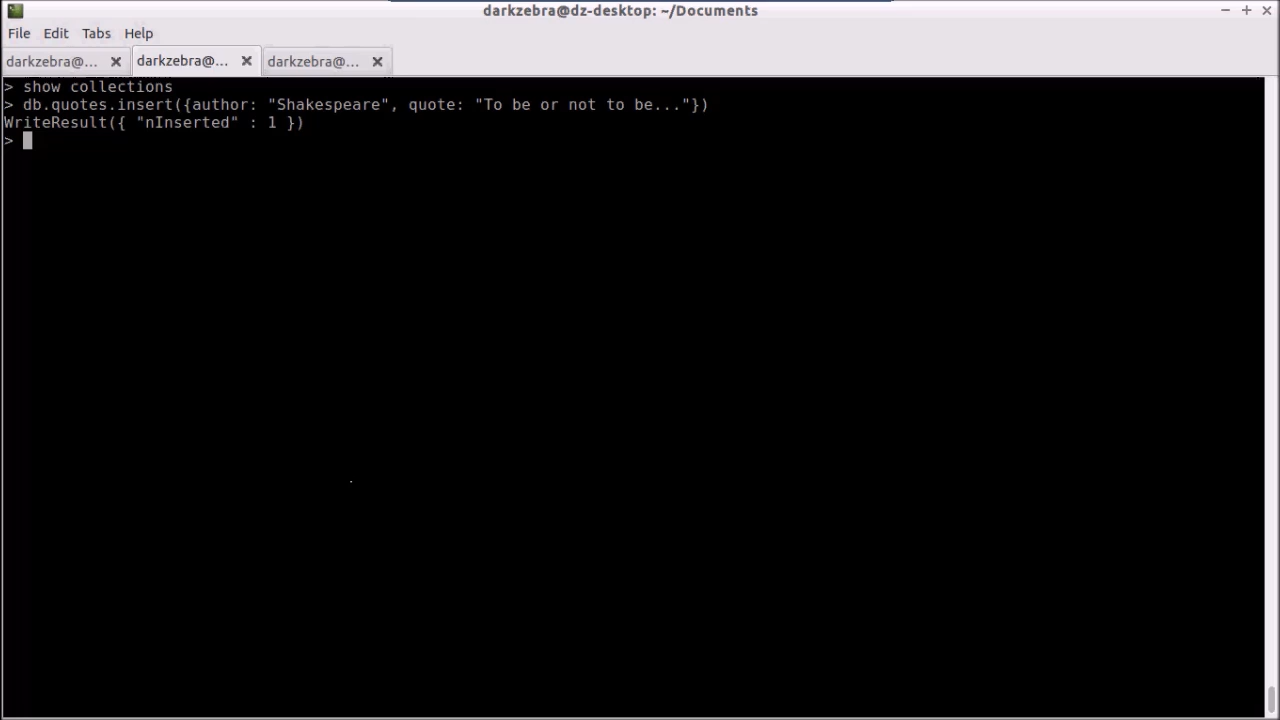 darkzebra@dz-desktop: ~/Documents
File Edit Tabs Help
darkzebra@... darkzebra@... darkzebra@...
> show collections
> db.quotes.insert({author: "Shakespeare", quote: "To be or not to be..."})
WriteResult({ "nInserted" : 1 })
>